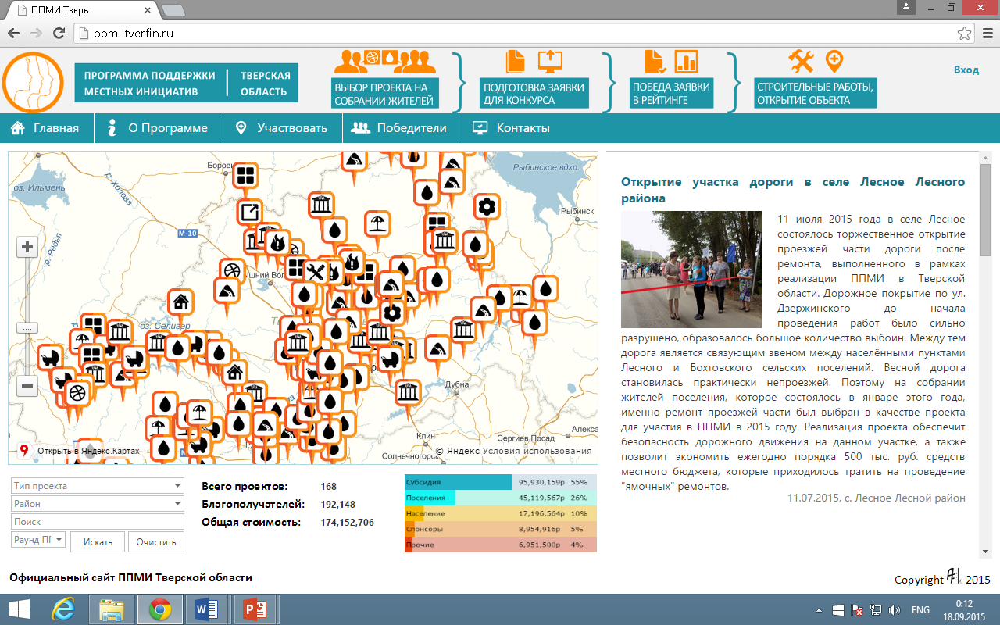 ППМИ Тверь
ppmi.tverfin.ru
ПРОГРАММА ПОДДЕРЖКИ
МЕСТНЫХ ИНИЦИАТИВ
ТВЕРСКАЯ
ОБЛАСТЬ
ВЫБОР ПРОЕКТА НА
СОБРАНИИ ЖИТЕЛЕЙ
ПОДГОТОВКА ЗАЯВКИ
ДЛЯ КОНКУРСА
ПОБЕДА ЗАЯВКИ
В РЕЙТИНГЕ
СТРОИТЕЛЬНЫЕ РАБОТЫ,
ОТКРЫТИЕ ОБЪЕКТА
Вход
Главная
О Программе
Участвовать
Победители
Контакты
оз. Ильмень
р. Холова
Борови
Рыбинское вдхр.
Рыбинск
М-10
р. Редья
шний Вол
оз. Селигер
Дубна
Клин
Сергиев Посад
Алекса
Солнечногорс
Открыть в Яндекс.Картах
© Яндекс Условия использования
Открытие участка дороги в селе Лесное Лесного
района
11 июля 2015 года в селе Лесное
состоялось торжественное открытие
проезжей части дороги после
ремонта, выполненного в рамках
реализации ППМИ в Тверской
области. Дорожное покрытие по ул.
Дзержинского до начала
проведения работ было сильно
разрушено, образовалось большое количество выбоин. Между тем
дорога является связующим звеном между населёнными пунктами
Лесного и Бохтовского сельских поселений. Весной дорога
становилась практически непроезжей. Поэтому на собрании
жителей поселения, которое состоялось в январе этого года,
именно ремонт проезжей части был выбран в качестве проекта
для участия в ППМИ в 2015 году. Реализация проекта обеспечит
безопасность дорожного движения на данном участке, а также
позволит экономить ежегодно порядка 500 тыс. руб. средств
местного бюджета, которые приходилось тратить на проведение
"ямочных" ремонтов.
11.07.2015, с. Лесное Лесной район
Тип проекта
Район
Поиск
Раунд ПГ
Искать
Очистить
Всего проектов: 168
Благополучателей: 192,148
Общая стоимость: 174,152,706
Субсидия 95,930,159р 55%
Поселения 45,119,567р 26%
Население 17,196,564р 10%
Спонсоры 8,954,916р 5%
Прочие 6,951,500р 4%
Официальный сайт ППМИ Тверской области
Copyright 2015
ENG
0:12
18.09.2015